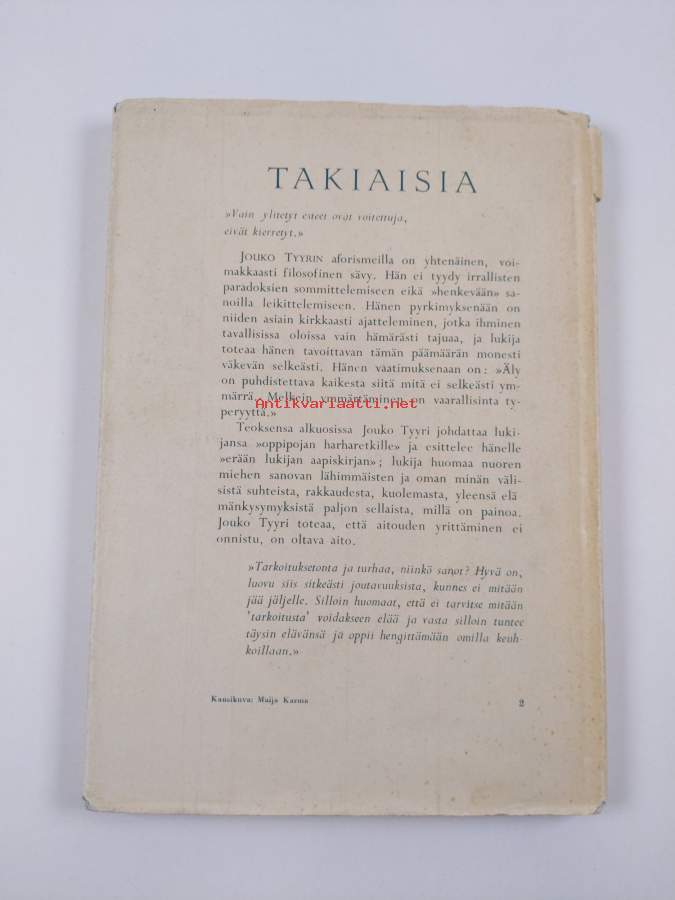 TAKIAISIA
»Vain ylitetyt esteet ovat voitettuja,
eivät kierretyt.»
JOUKO TYYRIN aforismeilla on yhtenäinen, voi-
makkaasti filosofinen sävy. Hän ei tyydy irrallisten
paradoksien sommittelemiseen eikä »henkevään» sa-
noilla leikittelemiseen. Hänen pyrkimyksenään on
niiden asiain kirkkaasti ajatteleminen, jotka ihminen
tavallisissa oloissa vain hämärästi tajuaa, ja lukija
toteaa hänen tavoittavan tämän päämäärän monesti
väkevän selkeästi. Hänen vaatimuksenaan on: »Äly
on puhdistettava kaikesta siitä mitä ei selkeästi ym-
märrä. Melkein ymmärtäminen on vaarallisinta ty-
Antikvariaatti.net
peryyttä.»
Teoksensa alkuosissa Jouko Tyyri johdattaa luki-
jansa »oppipojan harharetkille» ja esittelee hänelle
»erään lukijan aapiskirjan»; lukija huomaa nuoren
miehen sanovan lähimmäisten ja oman minän väli-
sistä suhteista, rakkaudesta, kuolemasta, yleensä elä
mänkysymyksistä paljon sellaista, millä on painoa.
Jouko Tyyri toteaa, että aitouden yrittäminen ei
onnistu, on oltava aito.
»Tarkoituksetonta ja turhaa, niinkö sanot? Hyvä on,
luovu siis sitkeästi joutavuuksista, kunnes ei mitään
jää jäljelle. Silloin huomaat, että ei tarvitse mitään
'tarkoitusta' voidakseen elää ja vasta silloin tuntee
täysin elävänsä ja oppii hengittämään omilla keuh-
koillaan.»
Kansikuva: Maija Karma
2